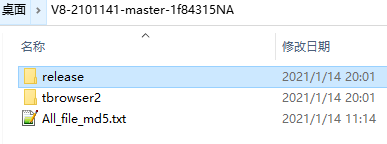 桌面 > V8-2101141-master-1f84315NA
名称 修改日期
release 2021/1/14 20:01
tbrowser2 2021/1/14 20:01
All_file_md5.txt 2021/1/14 11:14